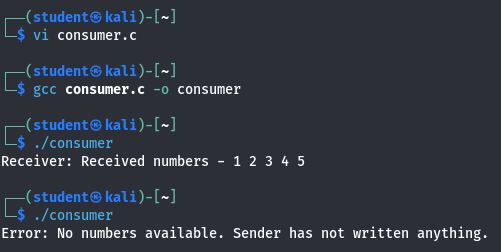 ┌──(student㉿kali)-[~]
└─$ vi consumer.c
┌──(student㉿kali)-[~]
└─$ gcc consumer.c -o consumer
┌──(student㉿kali)-[~]
└─$ ./consumer
Receiver: Received numbers - 1 2 3 4 5
┌──(student㉿kali)-[~]
└─$ ./consumer
Error: No numbers available. Sender has not written anything.